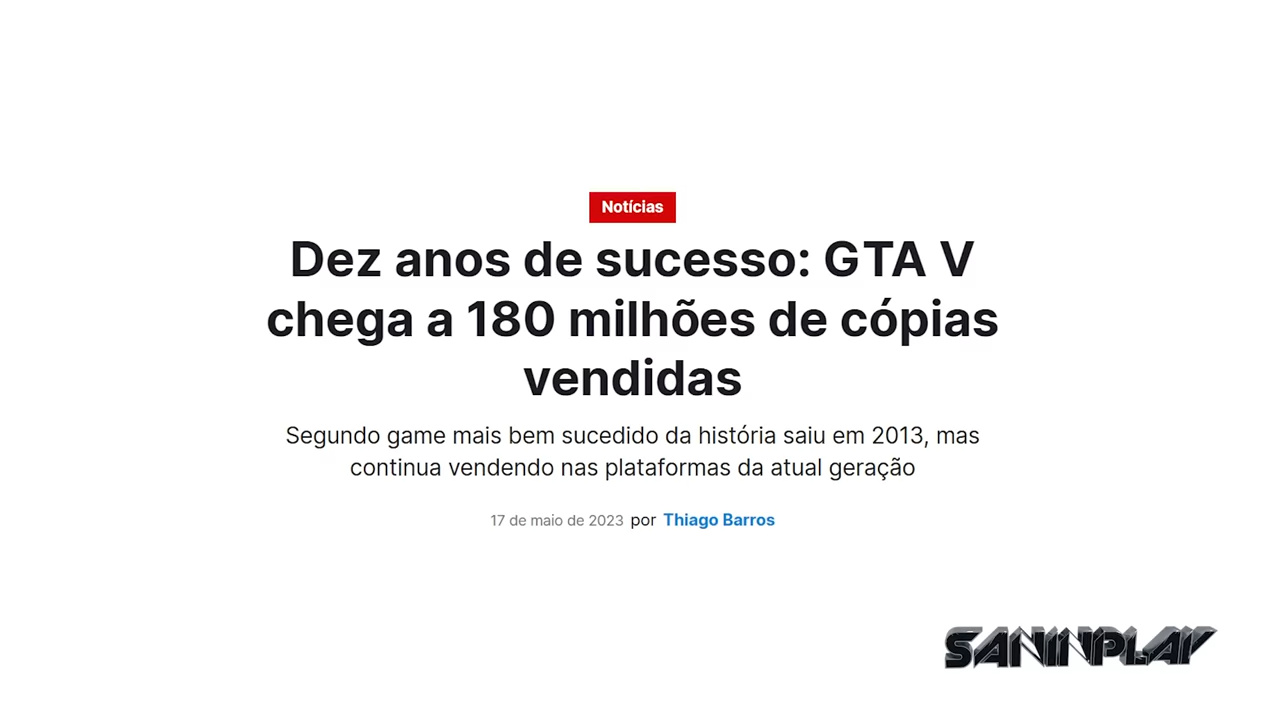 Notícias
Dez anos de sucesso: GTA V
chega a 180 milhões de cópias
vendidas
Segundo game mais bem sucedido da história saiu em 2013, mas
continua vendendo nas plataformas da atual geração
17 de maio de 2023 por Thiago Barros
SANINPLAY